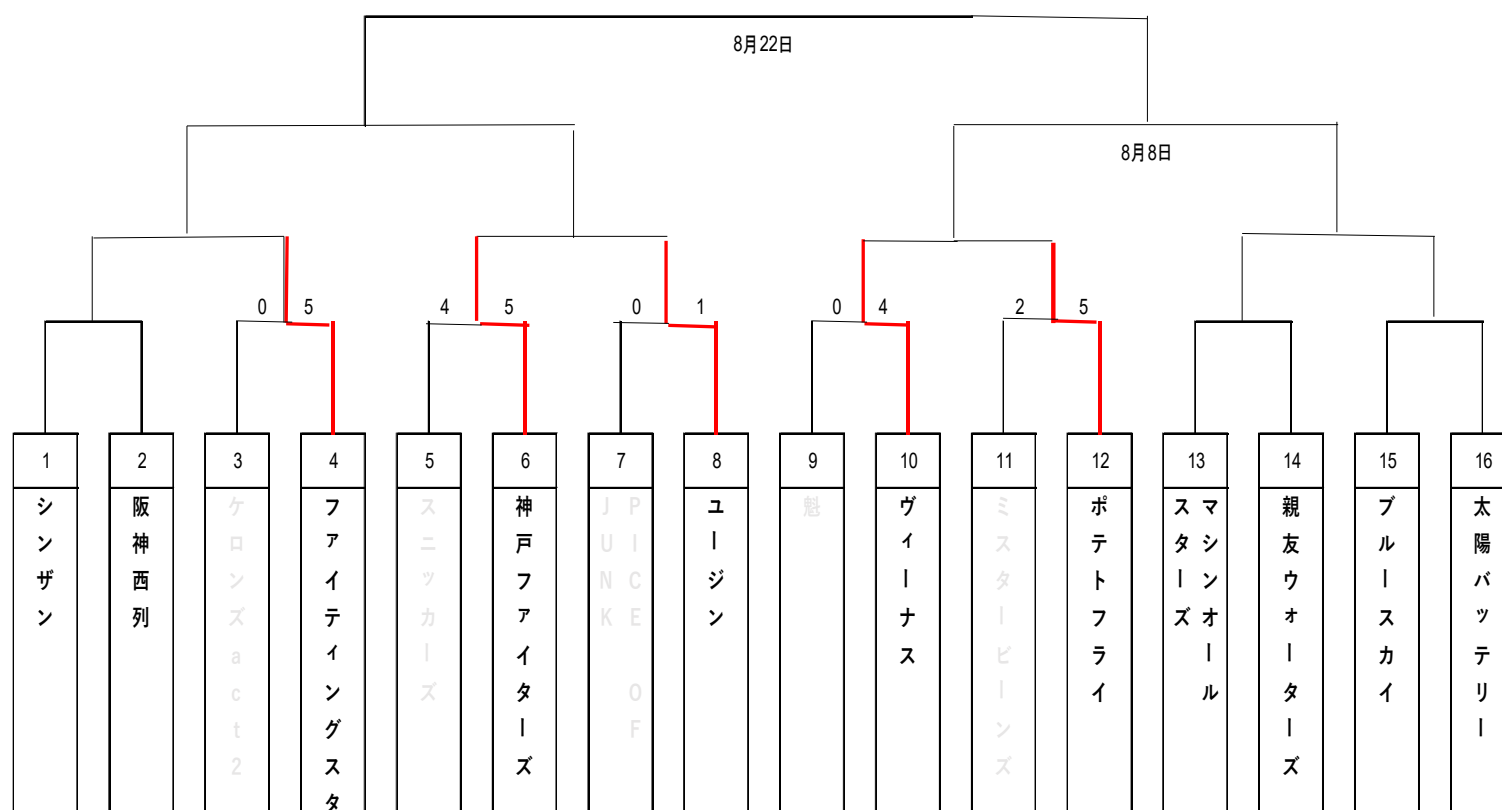 8月22日
8月8日
0 5
4 5
0 1
0 4
2 5
1
2
3
4
5
6
7
8
9
10
11
12
13
14
15
16
シンザン
阪神西列
ケロンズact2
ファイティングスタ
スニッカーズ
神戸ファイターズ
PICE OF
JUNK
ユージン
魁
ヴィーナス
ミスタービーンズ
ポテトフライ
マシンオール
スターズ
親友ウォーターズ
ブルースカイ
太陽バッテリー